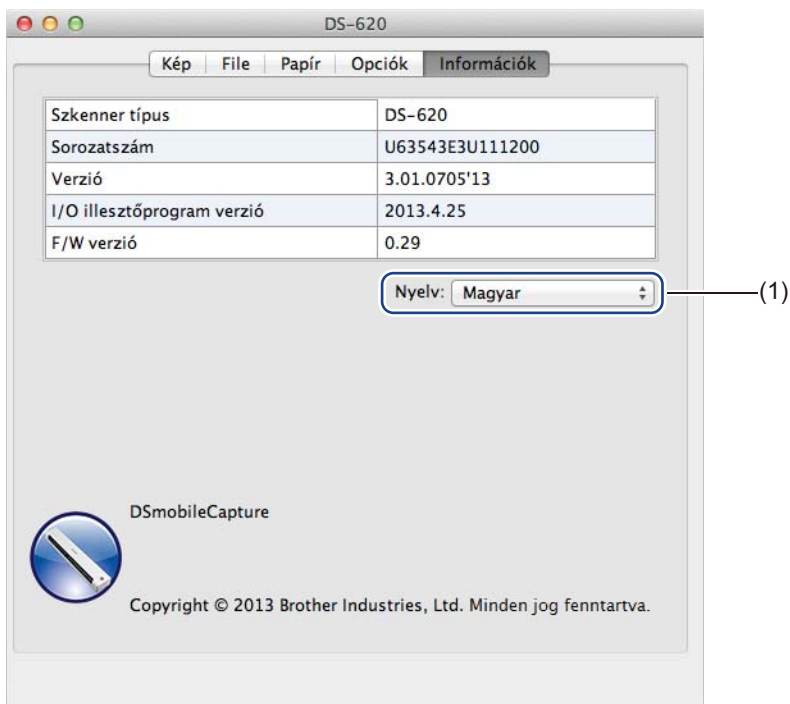 DS-620
Kép File Papír Opciók Információk
Szkenner típus DS-620
Sorozatszám U63543E3U111200
Verzió 3.01.0705'13
I/O illesztőprogram verzió 2013.4.25
F/W verzió 0.29
Nyelv: Magyar (1)
DSmobileCapture
Copyright © 2013 Brother Industries, Ltd. Minden jog fenntartva.